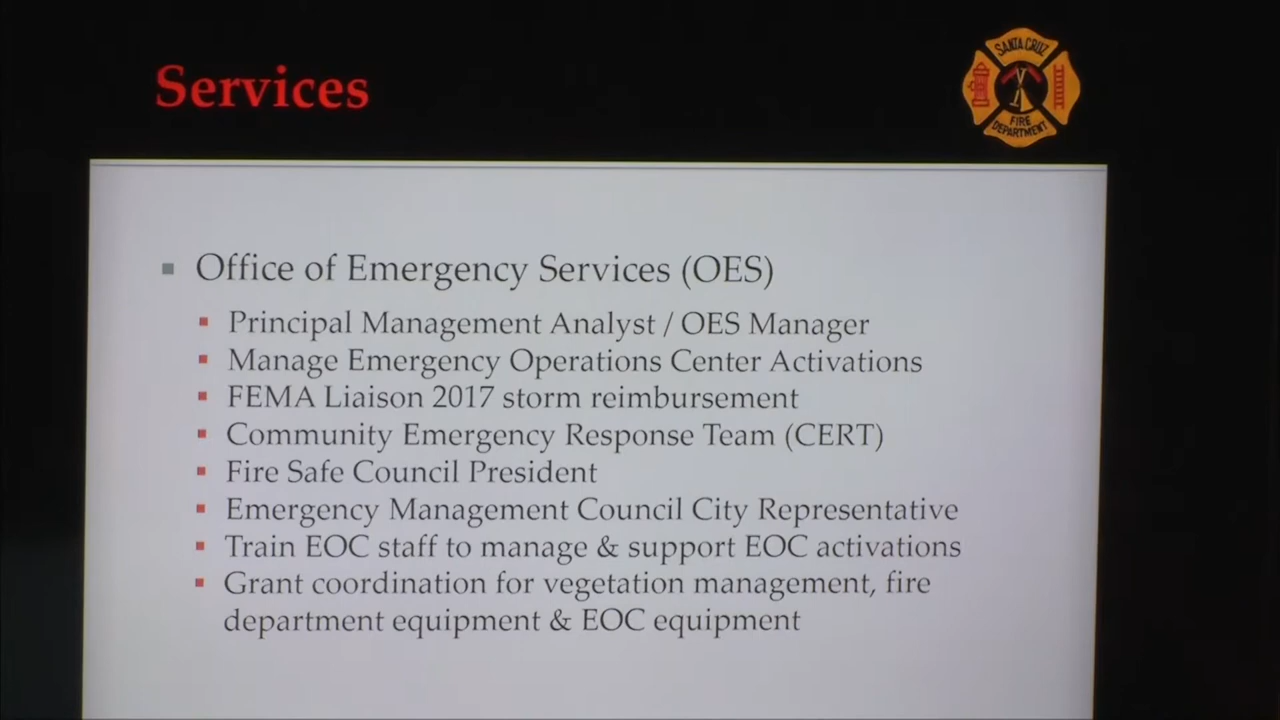 Services
SANTA CRUZ
FIRE
DEPARTMENT
Office of Emergency Services (OES)
Principal Management Analyst / OES Manager
Manage Emergency Operations Center Activations
FEMA Liaison 2017 storm reimbursement
Community Emergency Response Team (CERT)
Fire Safe Council President
Emergency Management Council City Representative
Train EOC staff to manage & support EOC activations
Grant coordination for vegetation management, fire
department equipment & EOC equipment